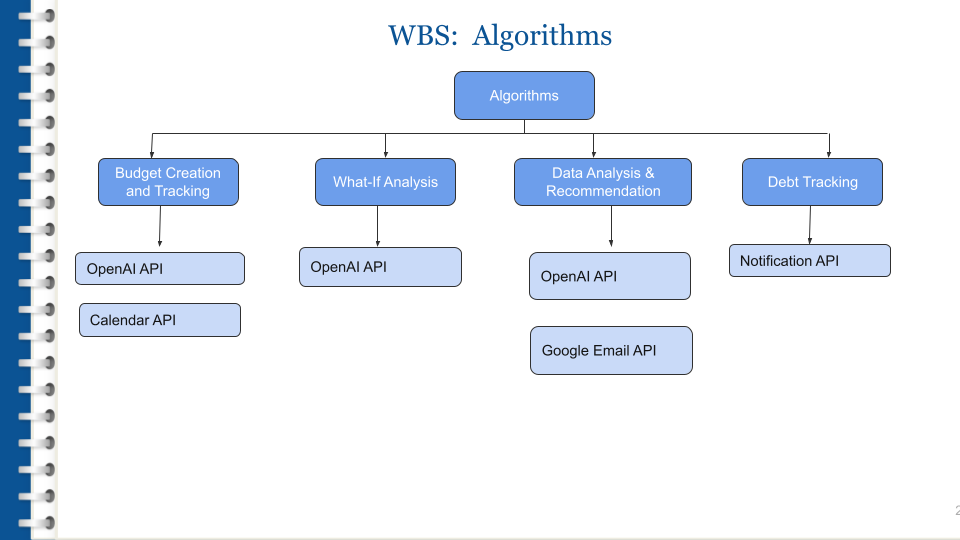 WBS: Algorithms
Algorithms
Budget Creation
and Tracking
What-If Analysis
Data Analysis &
Recommendation
Debt Tracking
OpenAI API
Calendar API
OpenAI API
OpenAI API
Google Email API
Notification API